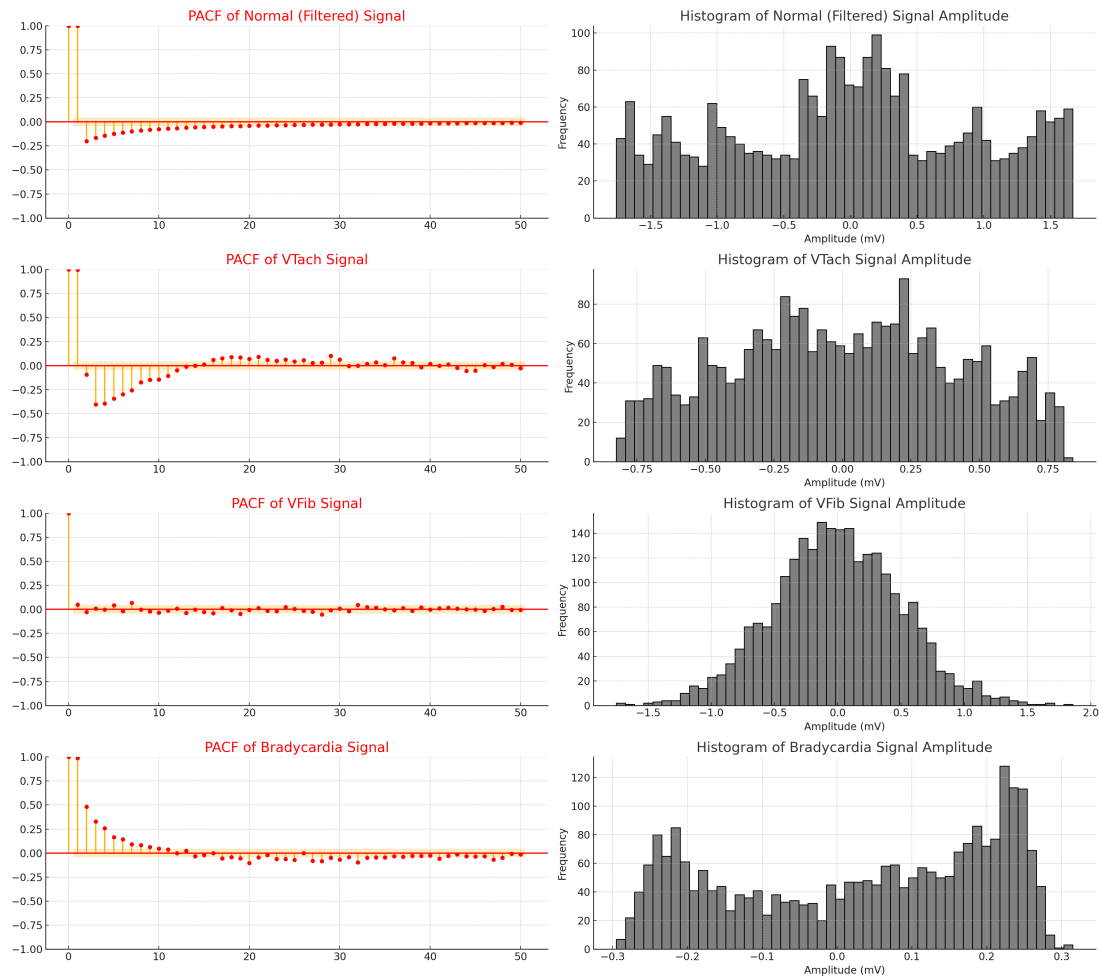 PACF of Normal (Filtered) Signal
1.00
0.75
0.50
0.25
0.00
−0.25
−0.50
−0.75
−1.00
0 10 20 30 40 50
Histogram of Normal (Filtered) Signal Amplitude
Frequency
100
80
60
40
20
0
−1.5 −1.0 −0.5 0.0 0.5 1.0 1.5
Amplitude (mV)
PACF of VTach Signal
1.00
0.75
0.50
0.25
0.00
−0.25
−0.50
−0.75
−1.00
0 10 20 30 40 50
Histogram of VTach Signal Amplitude
Frequency
80
60
40
20
0
−0.75 −0.50 −0.25 0.00 0.25 0.50 0.75
Amplitude (mV)
PACF of VFib Signal
1.00
0.75
0.50
0.25
0.00
−0.25
−0.50
−0.75
−1.00
0 10 20 30 40 50
Histogram of VFib Signal Amplitude
Frequency
140
120
100
80
60
40
20
0
−1.5 −1.0 −0.5 0.0 0.5 1.0 1.5 2.0
Amplitude (mV)
PACF of Bradycardia Signal
1.00
0.75
0.50
0.25
0.00
−0.25
−0.50
−0.75
−1.00
0 10 20 30 40 50
Histogram of Bradycardia Signal Amplitude
Frequency
120
100
80
60
40
20
0
−0.3 −0.2 −0.1 0.0 0.1 0.2 0.3
Amplitude (mV)